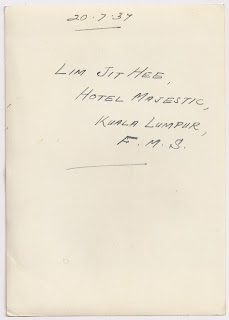 20-7-37
LIM JIT HEE,
HOTEL MAJESTIC,
KUALA LUMPUR,
F. M. S.